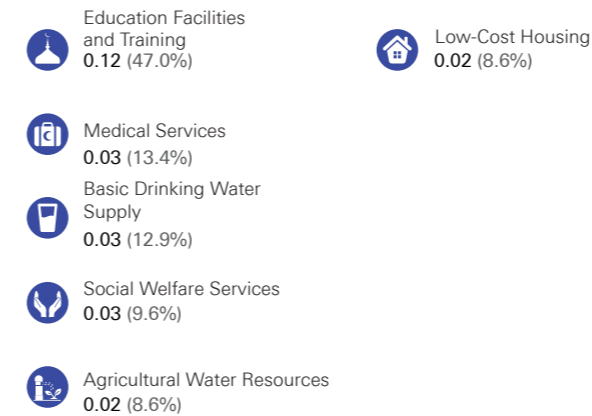 Education Facilities
and Training
0.12 (47.0%)
Medical Services
0.03 (13.4%)
Basic Drinking Water
Supply
0.03 (12.9%)
Social Welfare Services
0.03 (9.6%)
Agricultural Water Resources
0.02 (8.6%)
Low-Cost Housing
0.02 (8.6%)